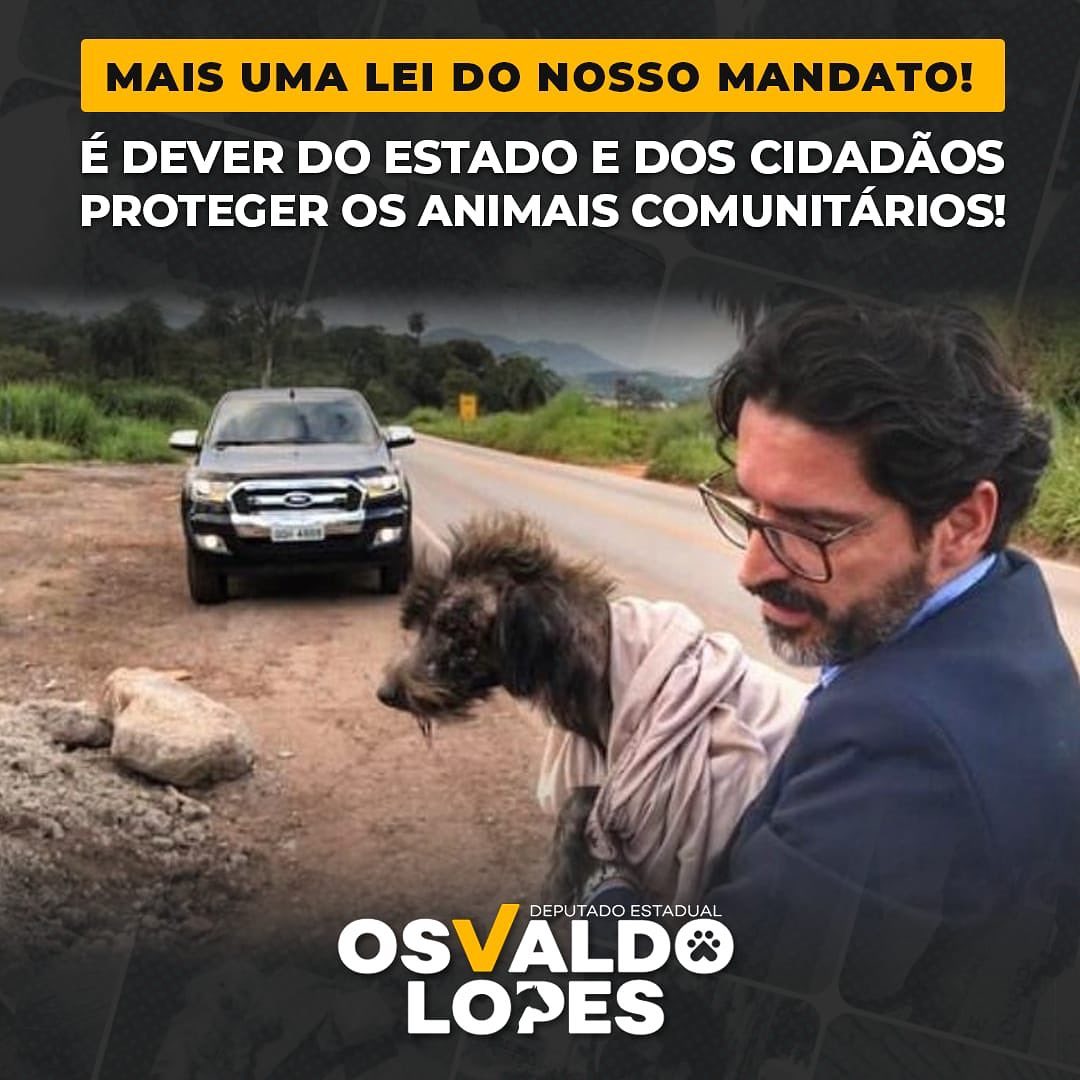 MAIS UMA LEI DO NOSSO MANDATO!
É DEVER DO ESTADO E DOS CIDADÃOS
PROTEGER OS ANIMAIS COMUNITÁRIOS!
DEPUTADO ESTADUAL
OSVALDO
LOPES